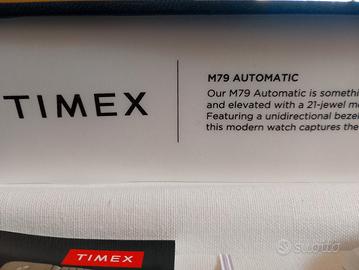 TIMEX
M79 AUTOMATIC
Our M79 Automatic is somethi
and elevated with a 21-jewel m
Featuring a unidirectional beze
this modern watch captures the
TIMEX
subito